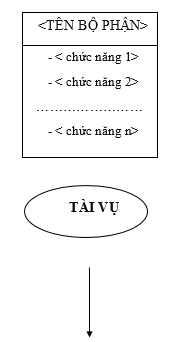 <TÊN BỘ PHẬN>
- < chức năng 1>
- < chức năng 2>
……………………
- < chức năng n>
TÀI VỤ